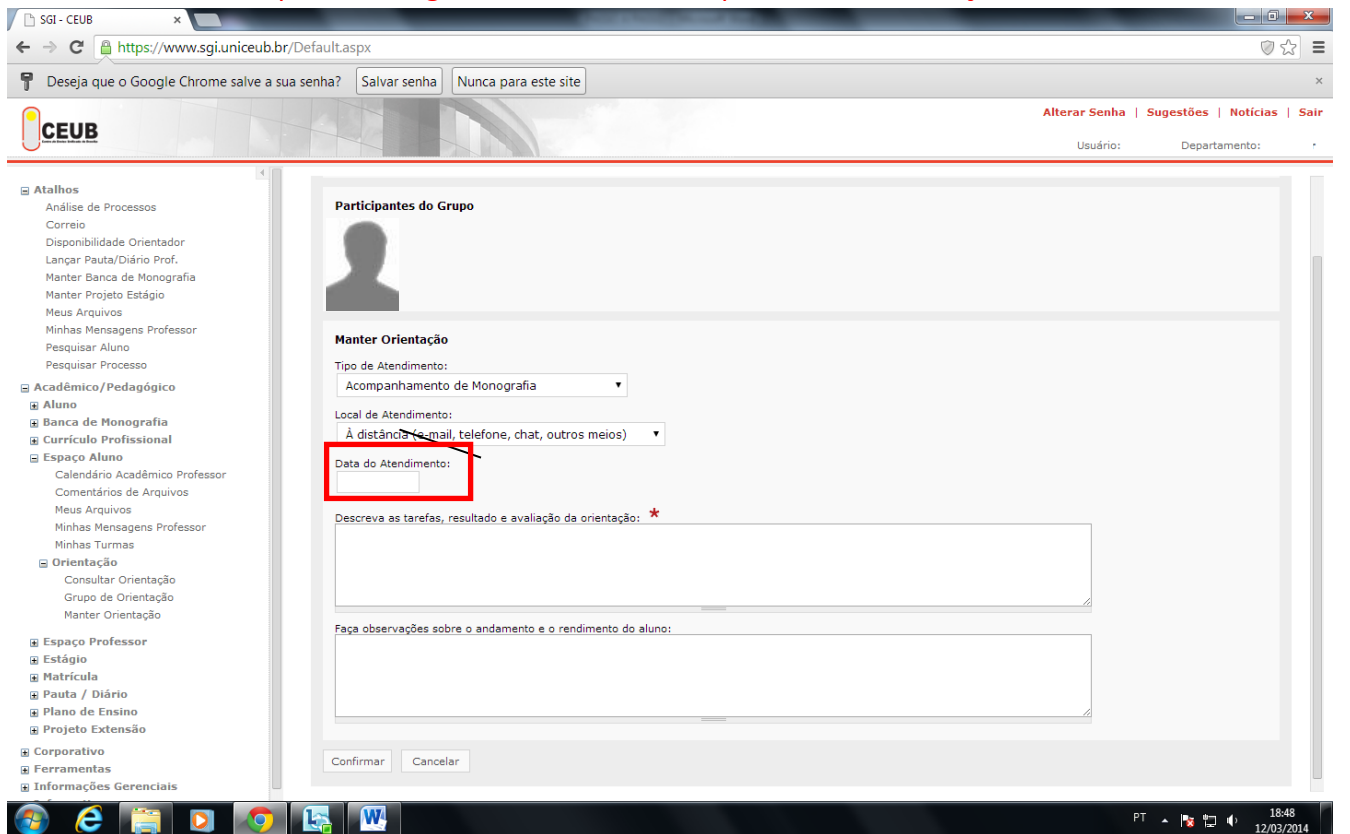 SGI - CEUB
https://www.sgi.uniceub.br/Default.aspx
Deseja que o Google Chrome salve a sua senha? Salvar senha Nunca para este site
CEUB
Alterar Senha | Sugestões | Notícias | Sair
Usuário: Departamento:
Atalhos
Análise de Processos
Correio
Disponibilidade Orientador
Lançar Pauta/Diário Prof.
Manter Banca de Monografia
Manter Projeto Estágio
Meus Arquivos
Minhas Mensagens Professor
Pesquisar Aluno
Pesquisar Processo
Acadêmico/Pedagógico
Aluno
Banca de Monografia
Currículo Profissional
Espaço Aluno
Calendário Acadêmico Professor
Comentários de Arquivos
Meus Arquivos
Minhas Mensagens Professor
Minhas Turmas
Orientação
Consultar Orientação
Grupo de Orientação
Manter Orientação
Espaço Professor
Estágio
Matrícula
Pauta / Diário
Plano de Ensino
Projeto Extensão
Corporativo
Ferramentas
Informações Gerenciais
Participantes do Grupo
Manter Orientação
Tipo de Atendimento:
Acompanhamento de Monografia
Local de Atendimento:
À distância (e-mail, telefone, chat, outros meios)
Data do Atendimento:
Descreva as tarefas, resultado e avaliação da orientação: *
Faça observações sobre o andamento e o rendimento do aluno:
Confirmar Cancelar
PT 18:48
12/03/2014